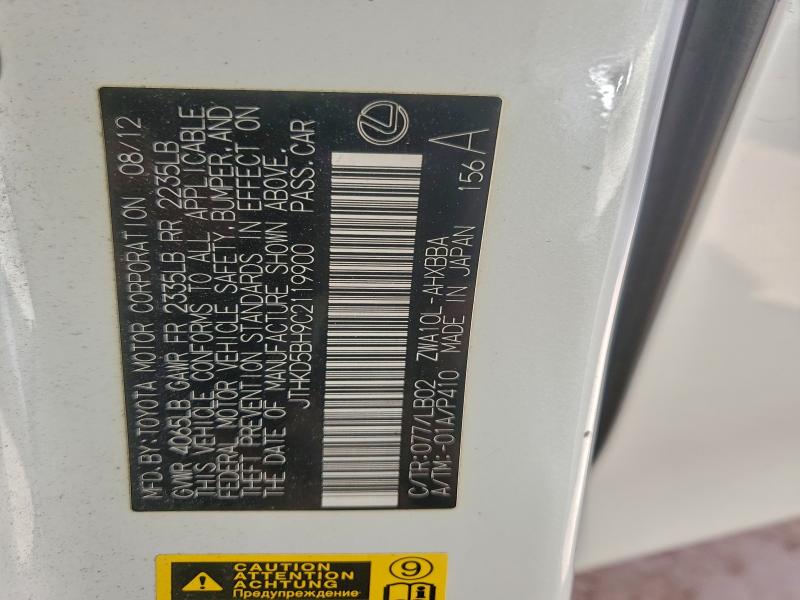 MFD.BY:TOYOTA MOTOR CORPORATION 08/12
GVWR 4065LB GAWR FR 2335LB RR 2235LB
THIS VEHICLE CONFORMS TO ALL APPLICABLE
FEDERAL MOTOR VEHICLE SAFETY,BUMPER,AND
THEFT PREVENTION STANDARDS IN EFFECT ON
THE DATE OF MANUFACTURE SHOWN ABOVE.
JTHKD5BH9C2119900 PASS.CAR
C/TR:077/LB02 ZWA10L-AHXBBA
A/TM:-01A/P410 MADE IN JAPAN 156 A
CAUTION
ATTENTION
ACHTUNG
Предупреждение
9